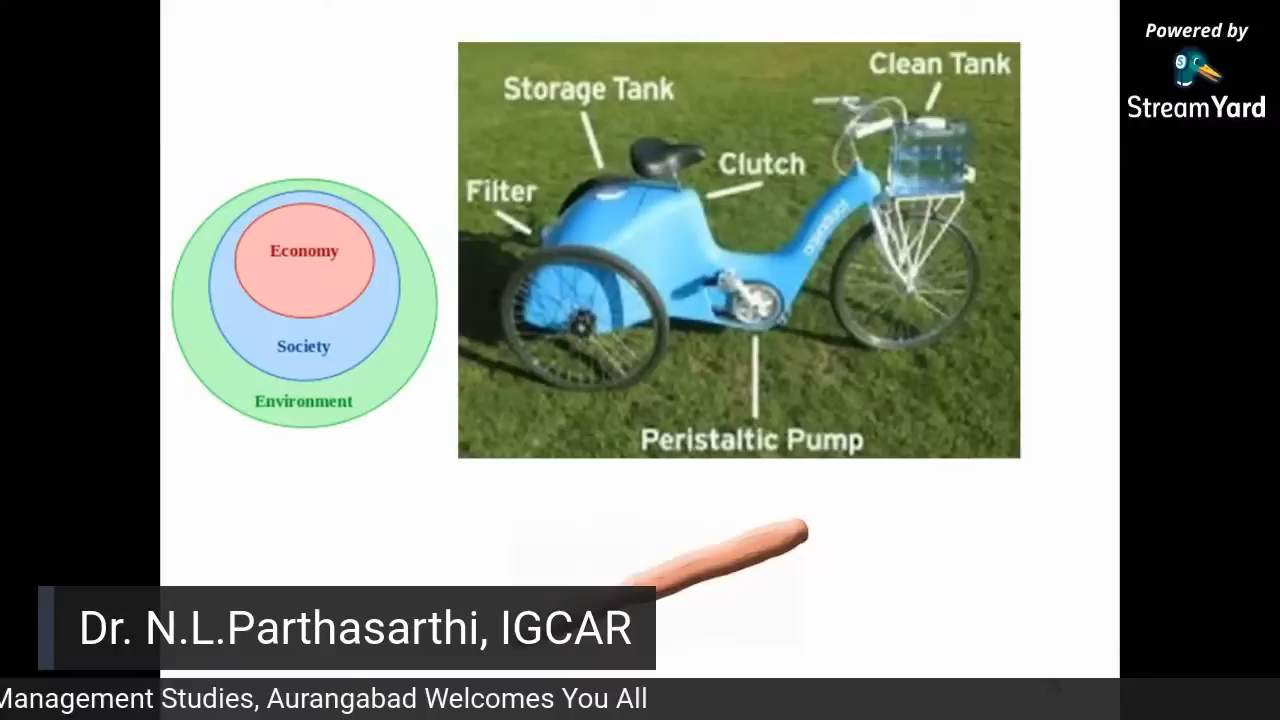 Powered by
StreamYard
Clean Tank
Storage Tank
Clutch
Filter
aquaduct
Economy
Society
Environment
Peristaltic Pump
Dr. N.L.Parthasarthi, IGCAR
Management Studies, Aurangabad Welcomes You All